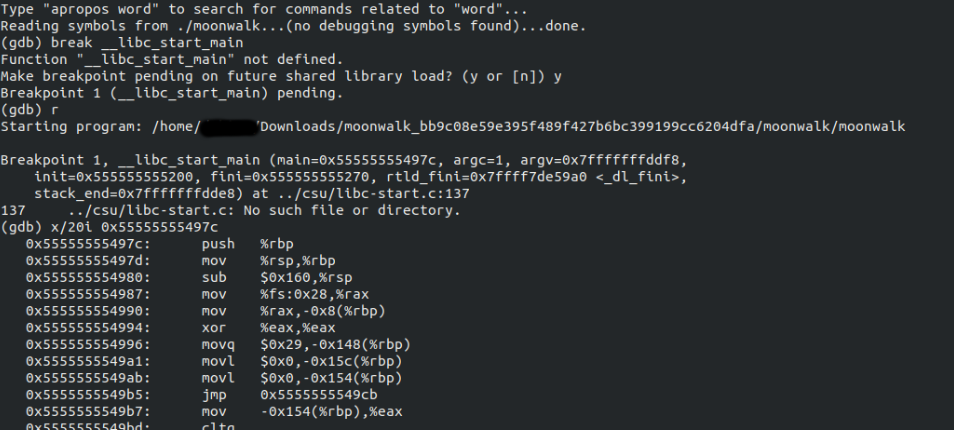 Type "apropos word" to search for commands related to "word"...
Reading symbols from ./moonwalk...(no debugging symbols found)...done.
(gdb) break __libc_start_main
Function "__libc_start_main" not defined.
Make breakpoint pending on future shared library load? (y or [n]) y
Breakpoint 1 (__libc_start_main) pending.
(gdb) r
Starting program: /home/ /Downloads/moonwalk_bb9c08e59e395f489f427b6bc399199cc6204dfa/moonwalk/moonwalk
Breakpoint 1, __libc_start_main (main=0x55555555497c, argc=1, argv=0x7fffffffddf8,
init=0x555555555200, fini=0x555555555270, rtld_fini=0x7ffff7de59a0 <_dl_fini>,
stack_end=0x7fffffffdde8) at ../csu/libc-start.c:137
137 ../csu/libc-start.c: No such file or directory.
(gdb) x/20i 0x55555555497c
0x55555555497c: push %rbp
0x55555555497d: mov %rsp,%rbp
0x555555554980: sub $0x160,%rsp
0x555555554987: mov %fs:0x28,%rax
0x555555554990: mov %rax,-0x8(%rbp)
0x555555554994: xor %eax,%eax
0x555555554996: movq $0x29,-0x148(%rbp)
0x5555555549a1: movl $0x0,-0x15c(%rbp)
0x5555555549ab: movl $0x0,-0x154(%rbp)
0x5555555549b5: jmp 0x5555555549cb
0x5555555549b7: mov -0x154(%rbp),%eax
0x5555555549bd: cltq